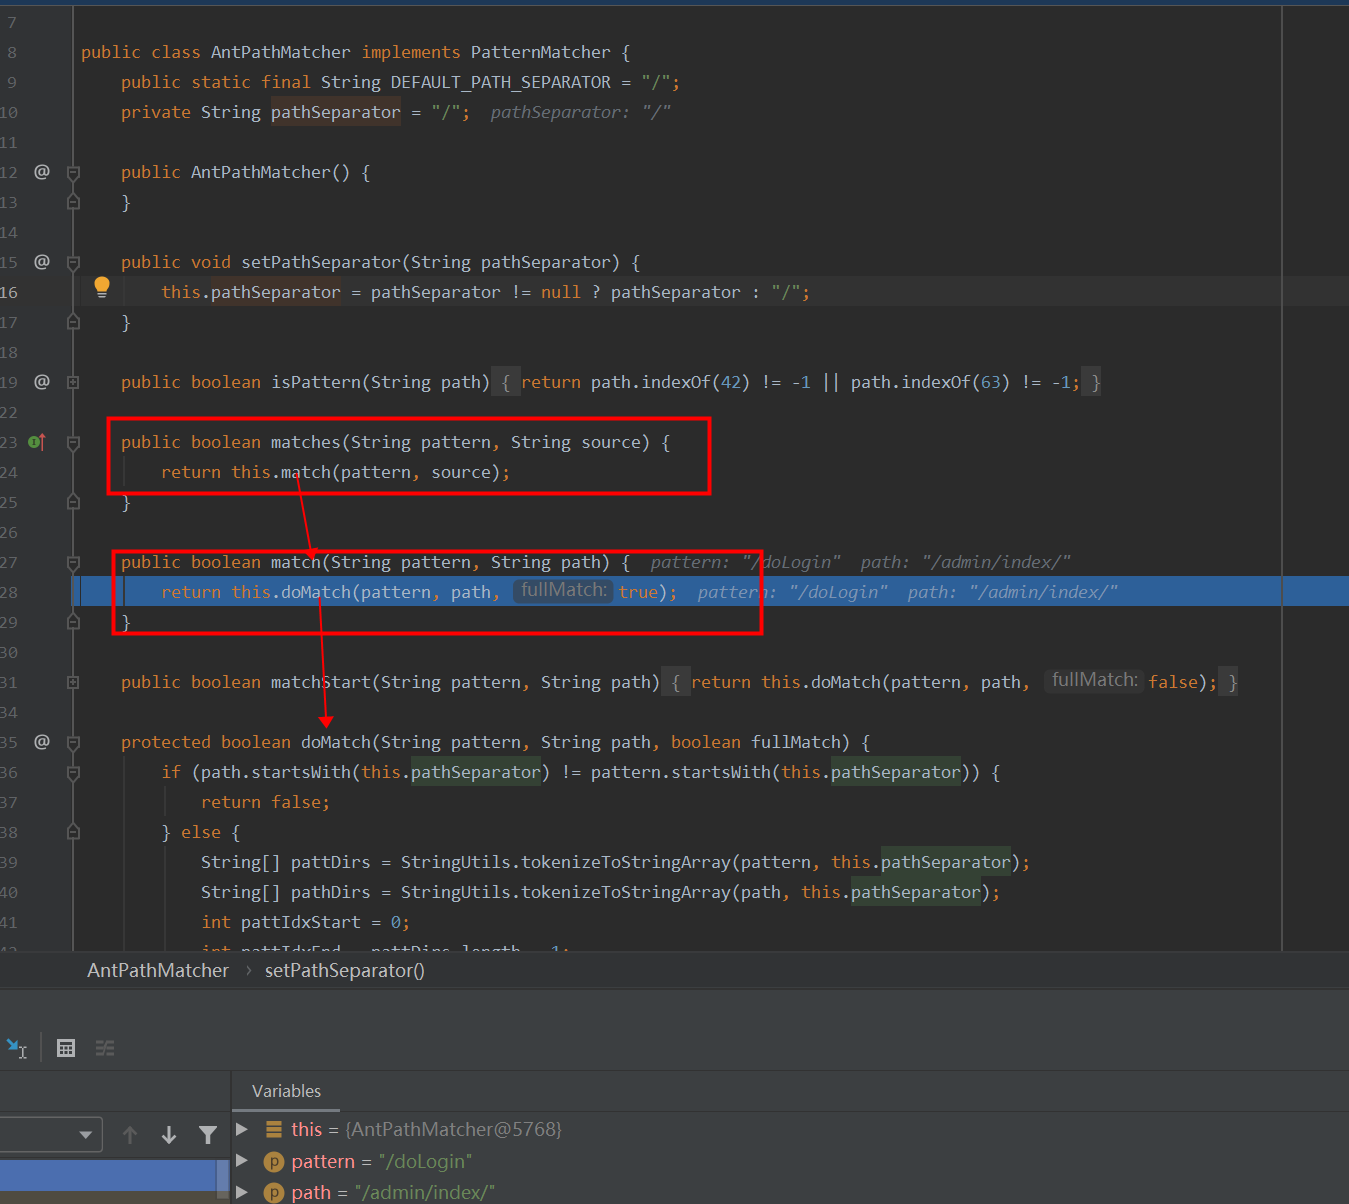 7
8 public class AntPathMatcher implements PatternMatcher {
9 public static final String DEFAULT_PATH_SEPARATOR = "/";
10 private String pathSeparator = "/"; pathSeparator: "/"
11
12 @ public AntPathMatcher() {
13 }
14
15 @ public void setPathSeparator(String pathSeparator) {
16 this.pathSeparator = pathSeparator != null ? pathSeparator : "/";
17 }
18
19 @ public boolean isPattern(String path) { return path.indexOf(42) != -1 || path.indexOf(63) != -1; }
22
23 public boolean matches(String pattern, String source) {
24 return this.match(pattern, source);
25 }
26
27 public boolean match(String pattern, String path) { pattern: "/doLogin" path: "/admin/index/"
28 return this.doMatch(pattern, path, fullMatch: true); pattern: "/doLogin" path: "/admin/index/"
29 }
30
31 public boolean matchStart(String pattern, String path) { return this.doMatch(pattern, path, fullMatch: false); }
34
35 @ protected boolean doMatch(String pattern, String path, boolean fullMatch) {
36 if (path.startsWith(this.pathSeparator) != pattern.startsWith(this.pathSeparator)) {
37 return false;
38 } else {
39 String[] pattDirs = StringUtils.tokenizeToStringArray(pattern, this.pathSeparator);
40 String[] pathDirs = StringUtils.tokenizeToStringArray(path, this.pathSeparator);
41 int pattIdxStart = 0;
42 int pattIdxEnd = pattDirs.length - 1;
AntPathMatcher › setPathSeparator()
Variables
this = {AntPathMatcher@5768}
p pattern = "/doLogin"
p path = "/admin/index/"